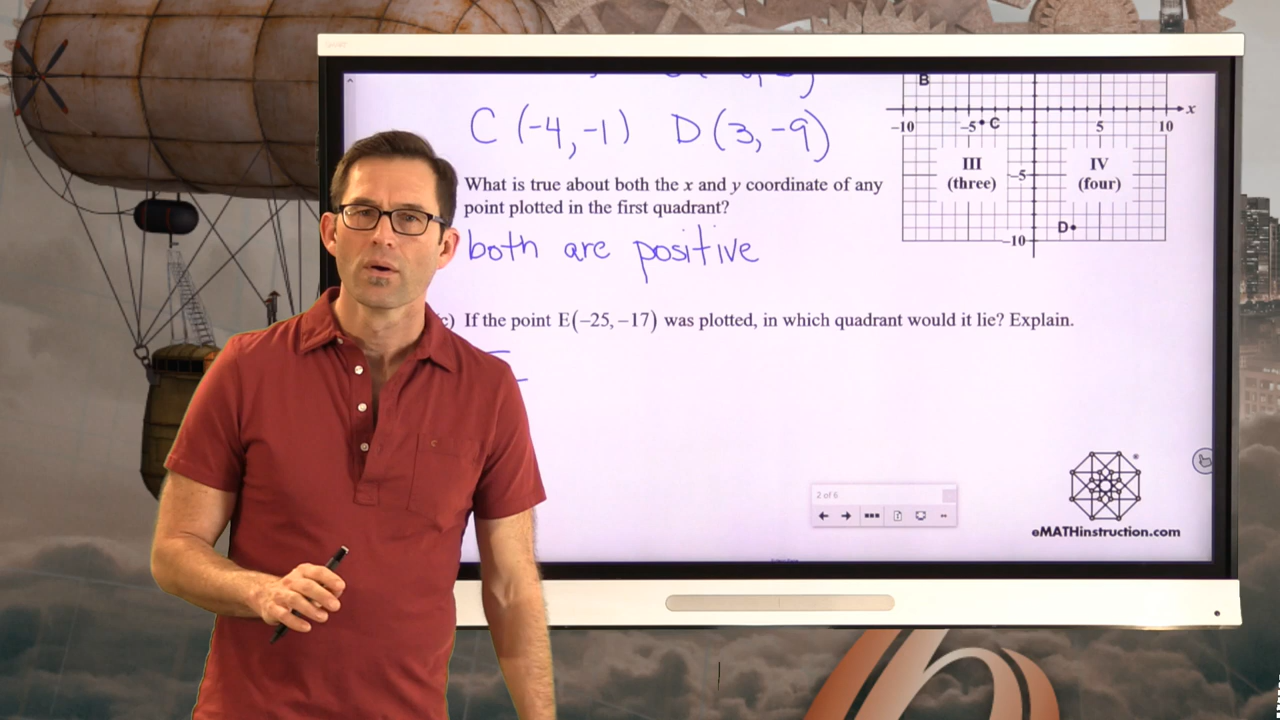 B
x
C (-4, -1) D (3, -9)
-10 -5 C 5 10
III IV
(three) (four)
-5
What is true about both the x and y coordinate of any
point plotted in the first quadrant?
D
-10
both are positive
c) If the point E(−25, −17) was plotted, in which quadrant would it lie? Explain.
2 of 6
eMATHinstruction.com